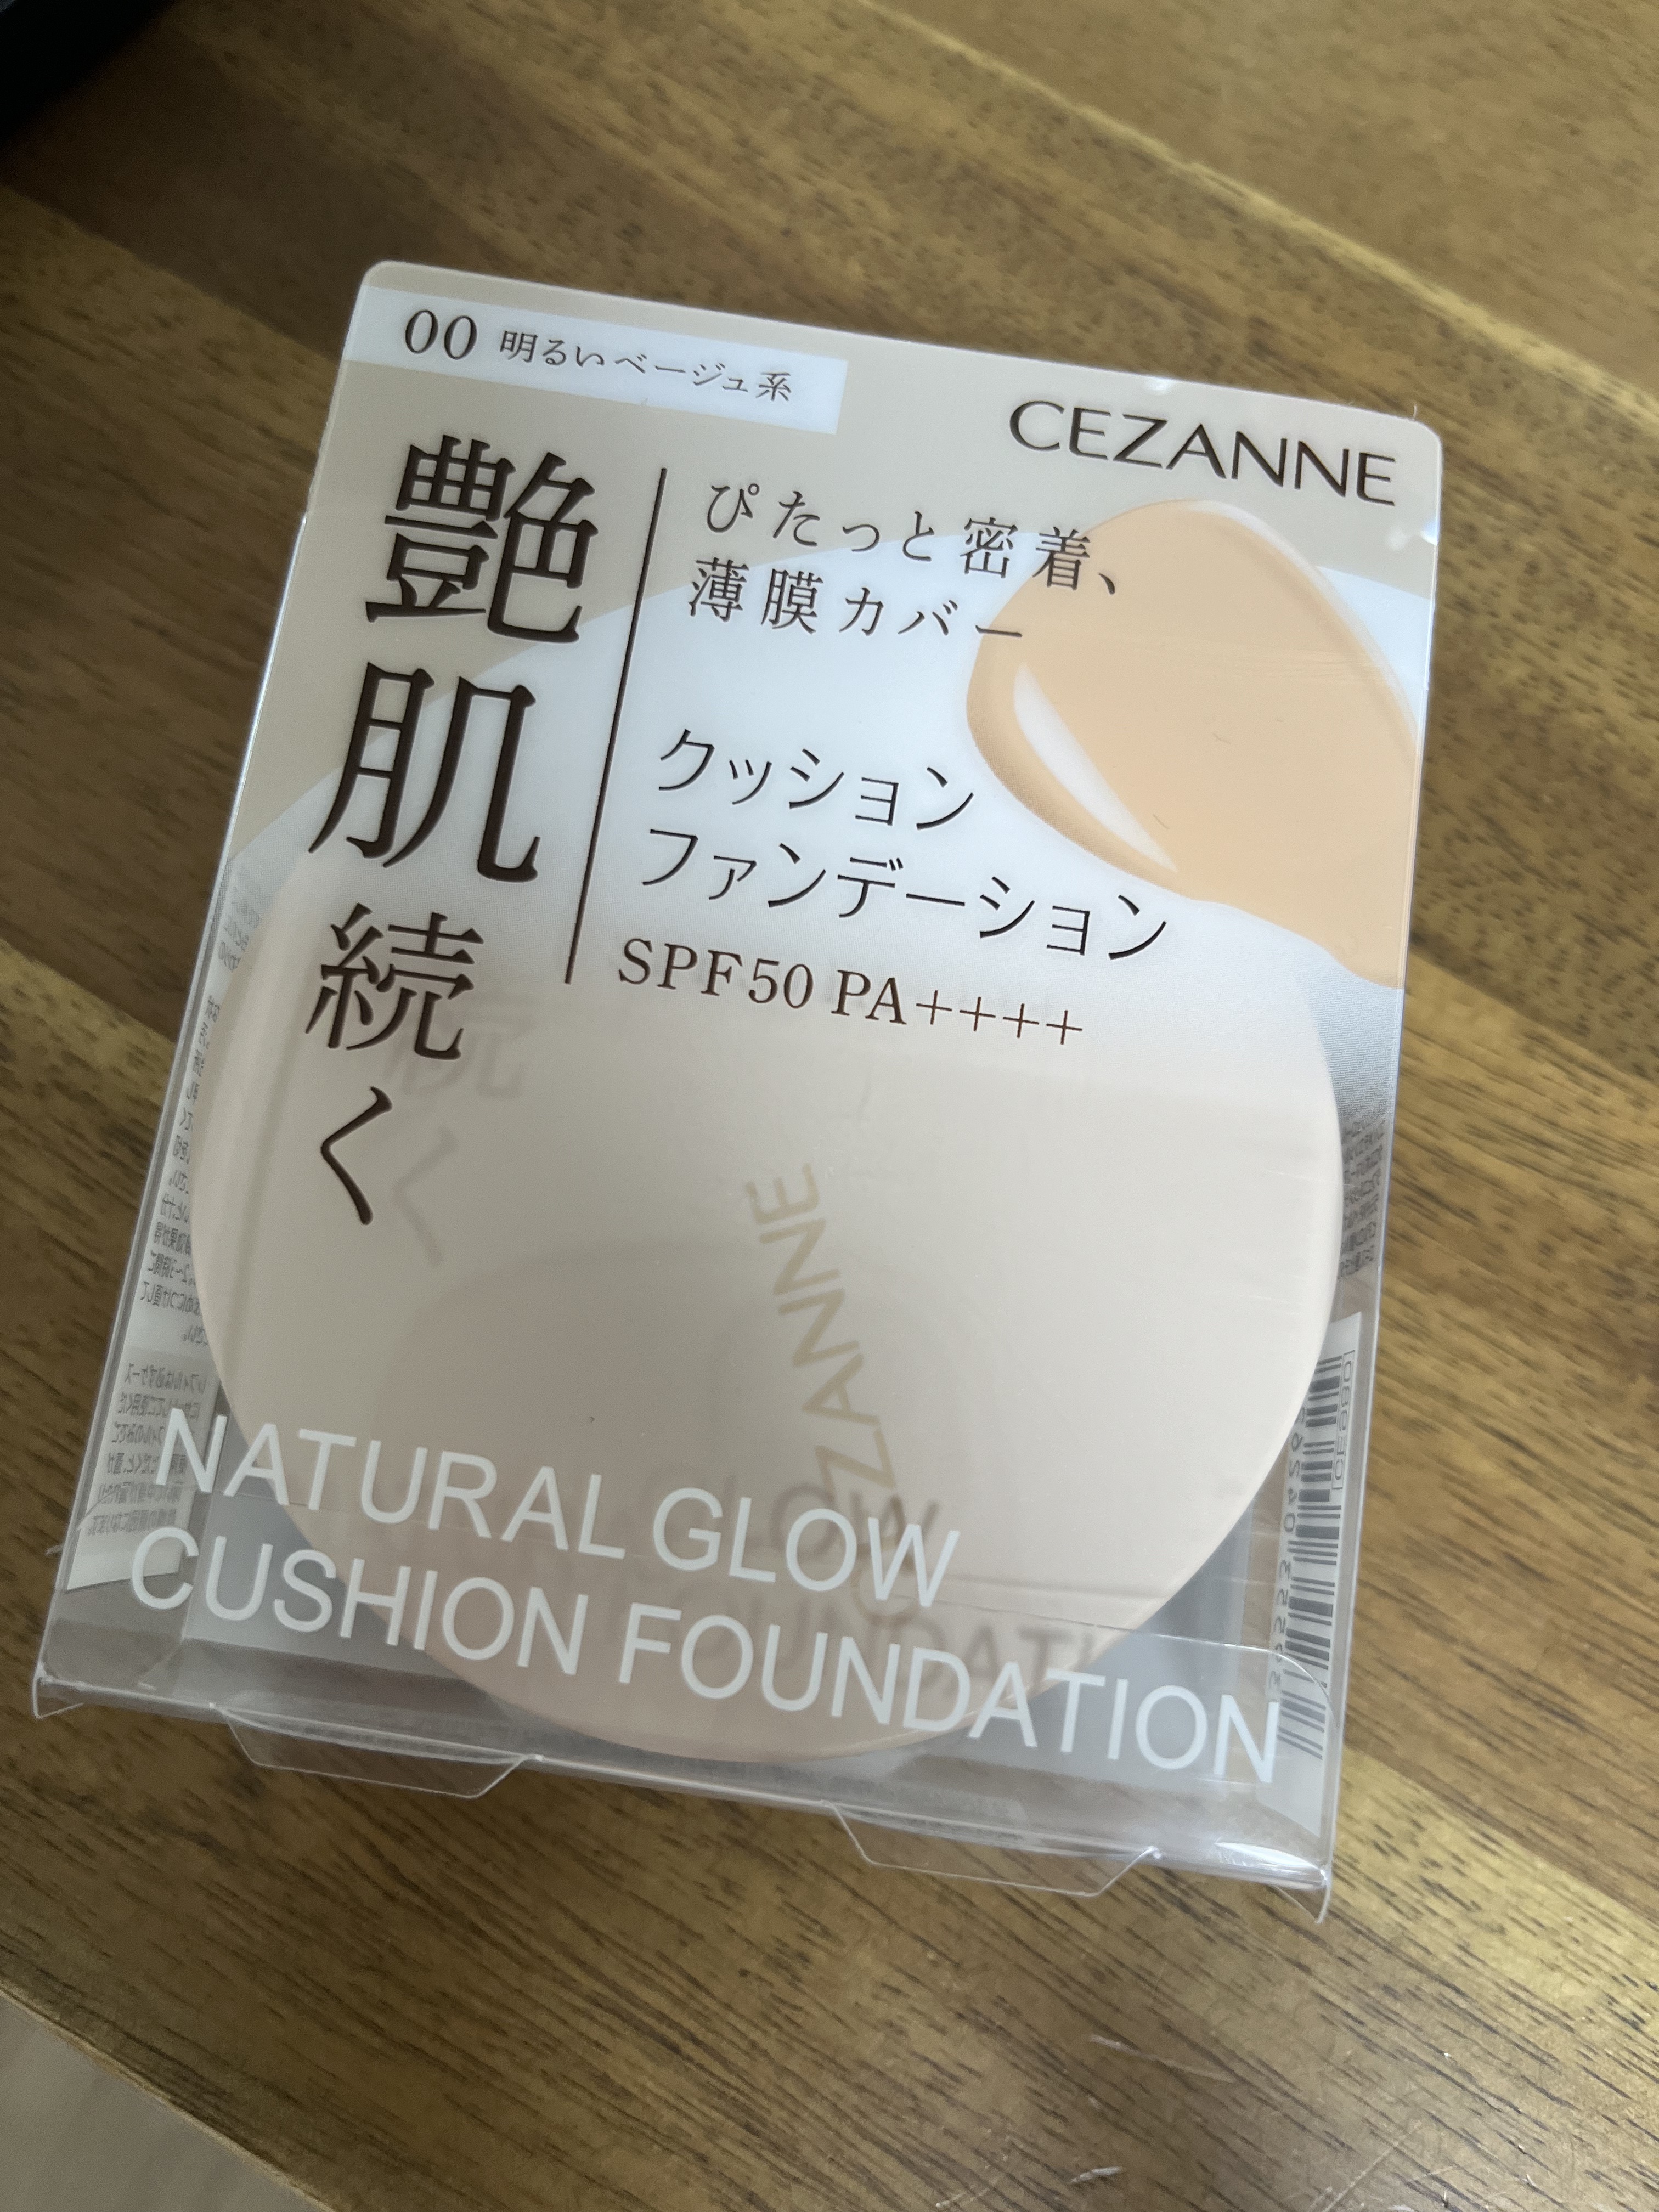 00 明るいベージュ系
CEZANNE
艶肌続く
ぴたっと密着、
薄膜カバー
クッション
ファンデーション
SPF50 PA++++
CEZANNE
NATURAL GLOW
CUSHION FOUNDATION